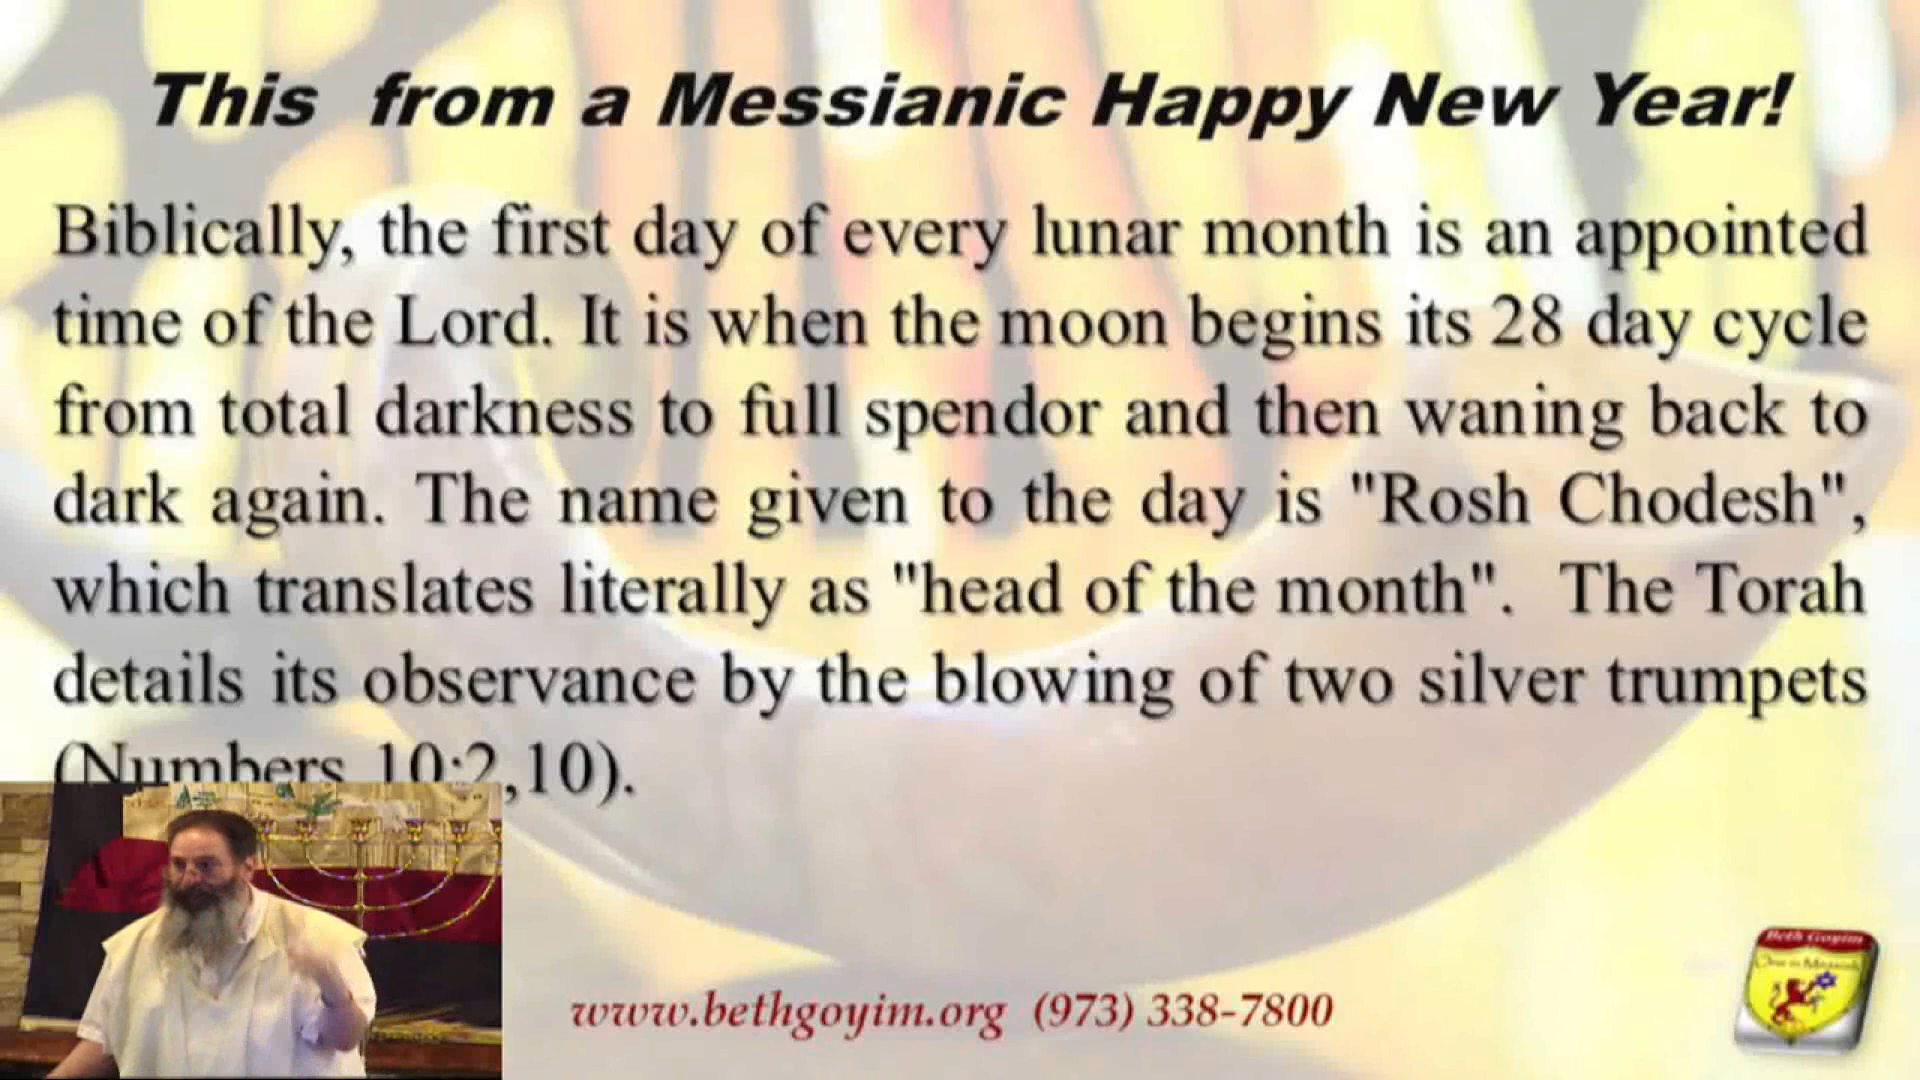 This from a Messianic Happy New Year!
Biblically, the first day of every lunar month is an appointed
time of the Lord. It is when the moon begins its 28 day cycle
from total darkness to full spendor and then waning back to
dark again. The name given to the day is "Rosh Chodesh",
which translates literally as "head of the month". The Torah
details its observance by the blowing of two silver trumpets
(Numbers 10:2,10).
www.bethgoyim.org (973) 338-7800
Beth Goyim
One in Messiah